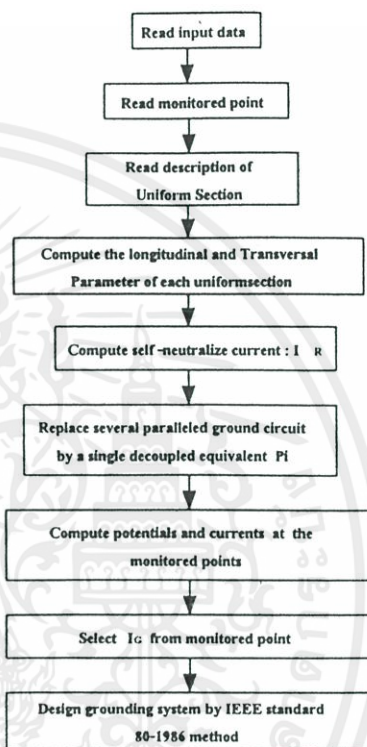 Read input data
Read monitored point
Read description of
Uniform Section
Compute the longitudinal and Transversal
Parameter of each uniformsection
Compute self -neutralize current : I R
Replace several paralleled ground circuit
by a single decoupled equivalent Pi
Compute potentials and currents at the
monitored points
Select IG from monitored point
Design grounding system by IEEE standard
80-1986 method